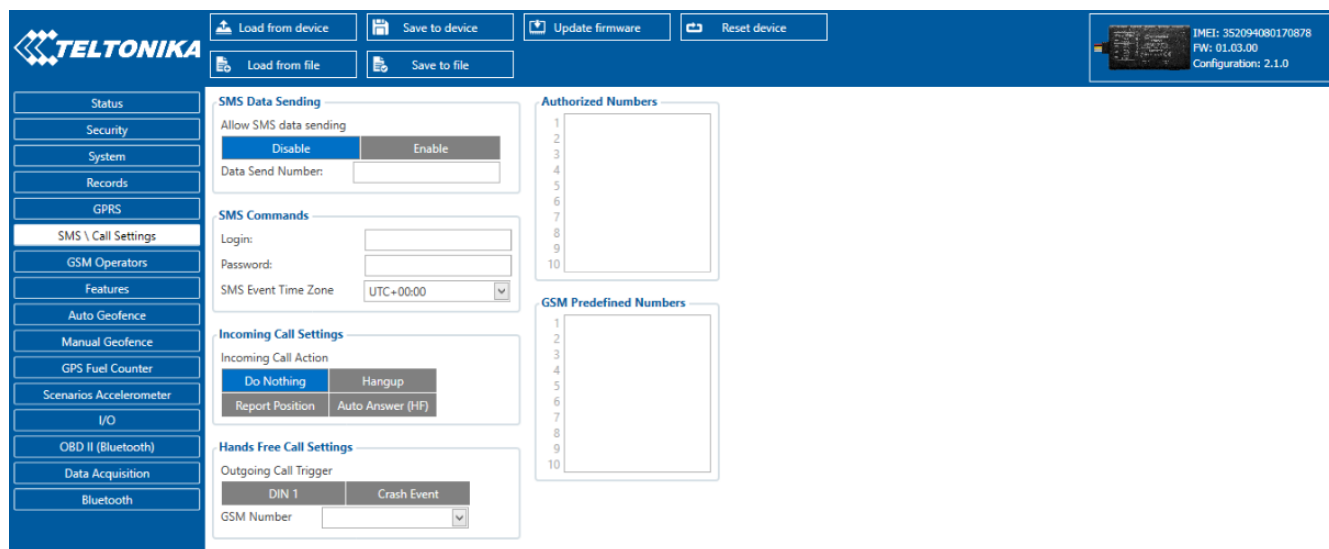 TELTONIKA
Load from device
Save to device
Update firmware
Reset device
Load from file
Save to file
IMEI: 352094080170878
FW: 01.03.00
Configuration: 2.1.0
Status
Security
System
Records
GPRS
SMS \ Call Settings
GSM Operators
Features
Auto Geofence
Manual Geofence
GPS Fuel Counter
Scenarios Accelerometer
I/O
OBD II (Bluetooth)
Data Acquisition
Bluetooth
SMS Data Sending
Allow SMS data sending
Disable Enable
Data Send Number:
SMS Commands
Login:
Password:
SMS Event Time Zone UTC+00:00
Incoming Call Settings
Incoming Call Action
Do Nothing Hangup
Report Position Auto Answer (HF)
Hands Free Call Settings
Outgoing Call Trigger
DIN 1 Crash Event
GSM Number
Authorized Numbers
1
2
3
4
5
6
7
8
9
10
GSM Predefined Numbers
1
2
3
4
5
6
7
8
9
10